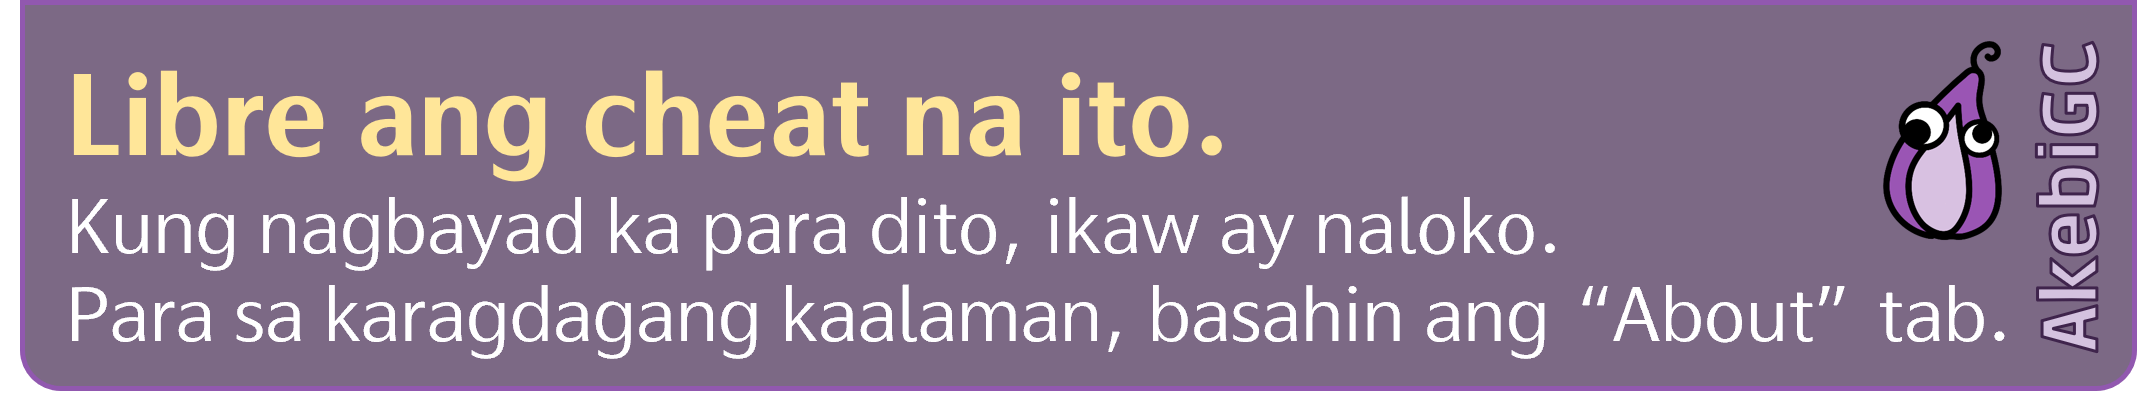 Libre ang cheat na ito.
Kung nagbayad ka para dito, ikaw ay naloko.
Para sa karagdagang kaalaman, basahin ang “About” tab.
AkebiGC